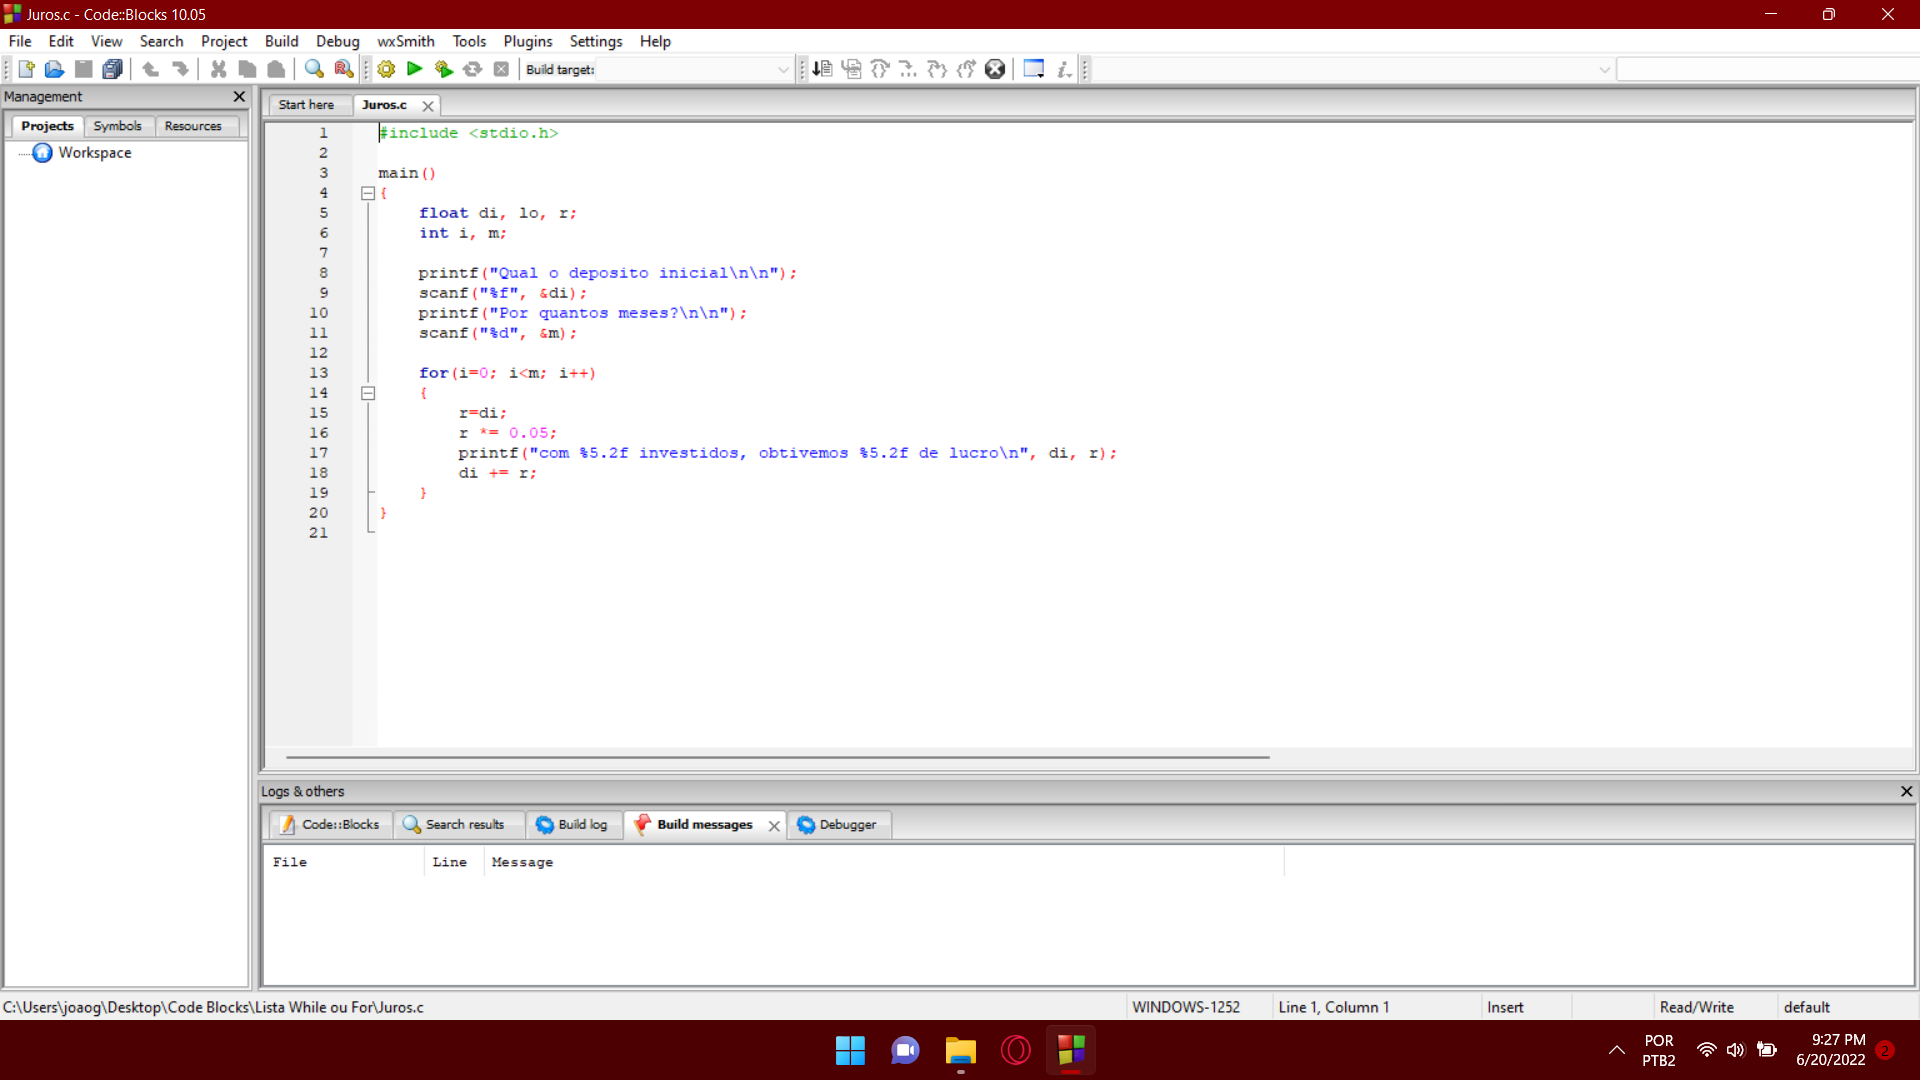 Juros.c - Code::Blocks 10.05
File Edit View Search Project Build Debug wxSmith Tools Plugins Settings Help
Build target:
Management
Projects Symbols Resources
Workspace
Start here Juros.c
1 #include <stdio.h>
2
3 main()
4 {
5 float di, lo, r;
6 int i, m;
7
8 printf("Qual o deposito inicial\n\n");
9 scanf("%f", &di);
10 printf("Por quantos meses?\n\n");
11 scanf("%d", &m);
12
13 for(i=0; i<m; i++)
14 {
15 r=di;
16 r *= 0.05;
17 printf("com %5.2f investidos, obtivemos %5.2f de lucro\n", di, r);
18 di += r;
19 }
20 }
21
Logs & others
Code::Blocks Search results Build log Build messages Debugger
File Line Message
C:\Users\joaog\Desktop\Code Blocks\Lista While ou For\Juros.c WINDOWS-1252 Line 1, Column 1 Insert Read/Write default
POR 9:27 PM
PTB2 6/20/2022 2